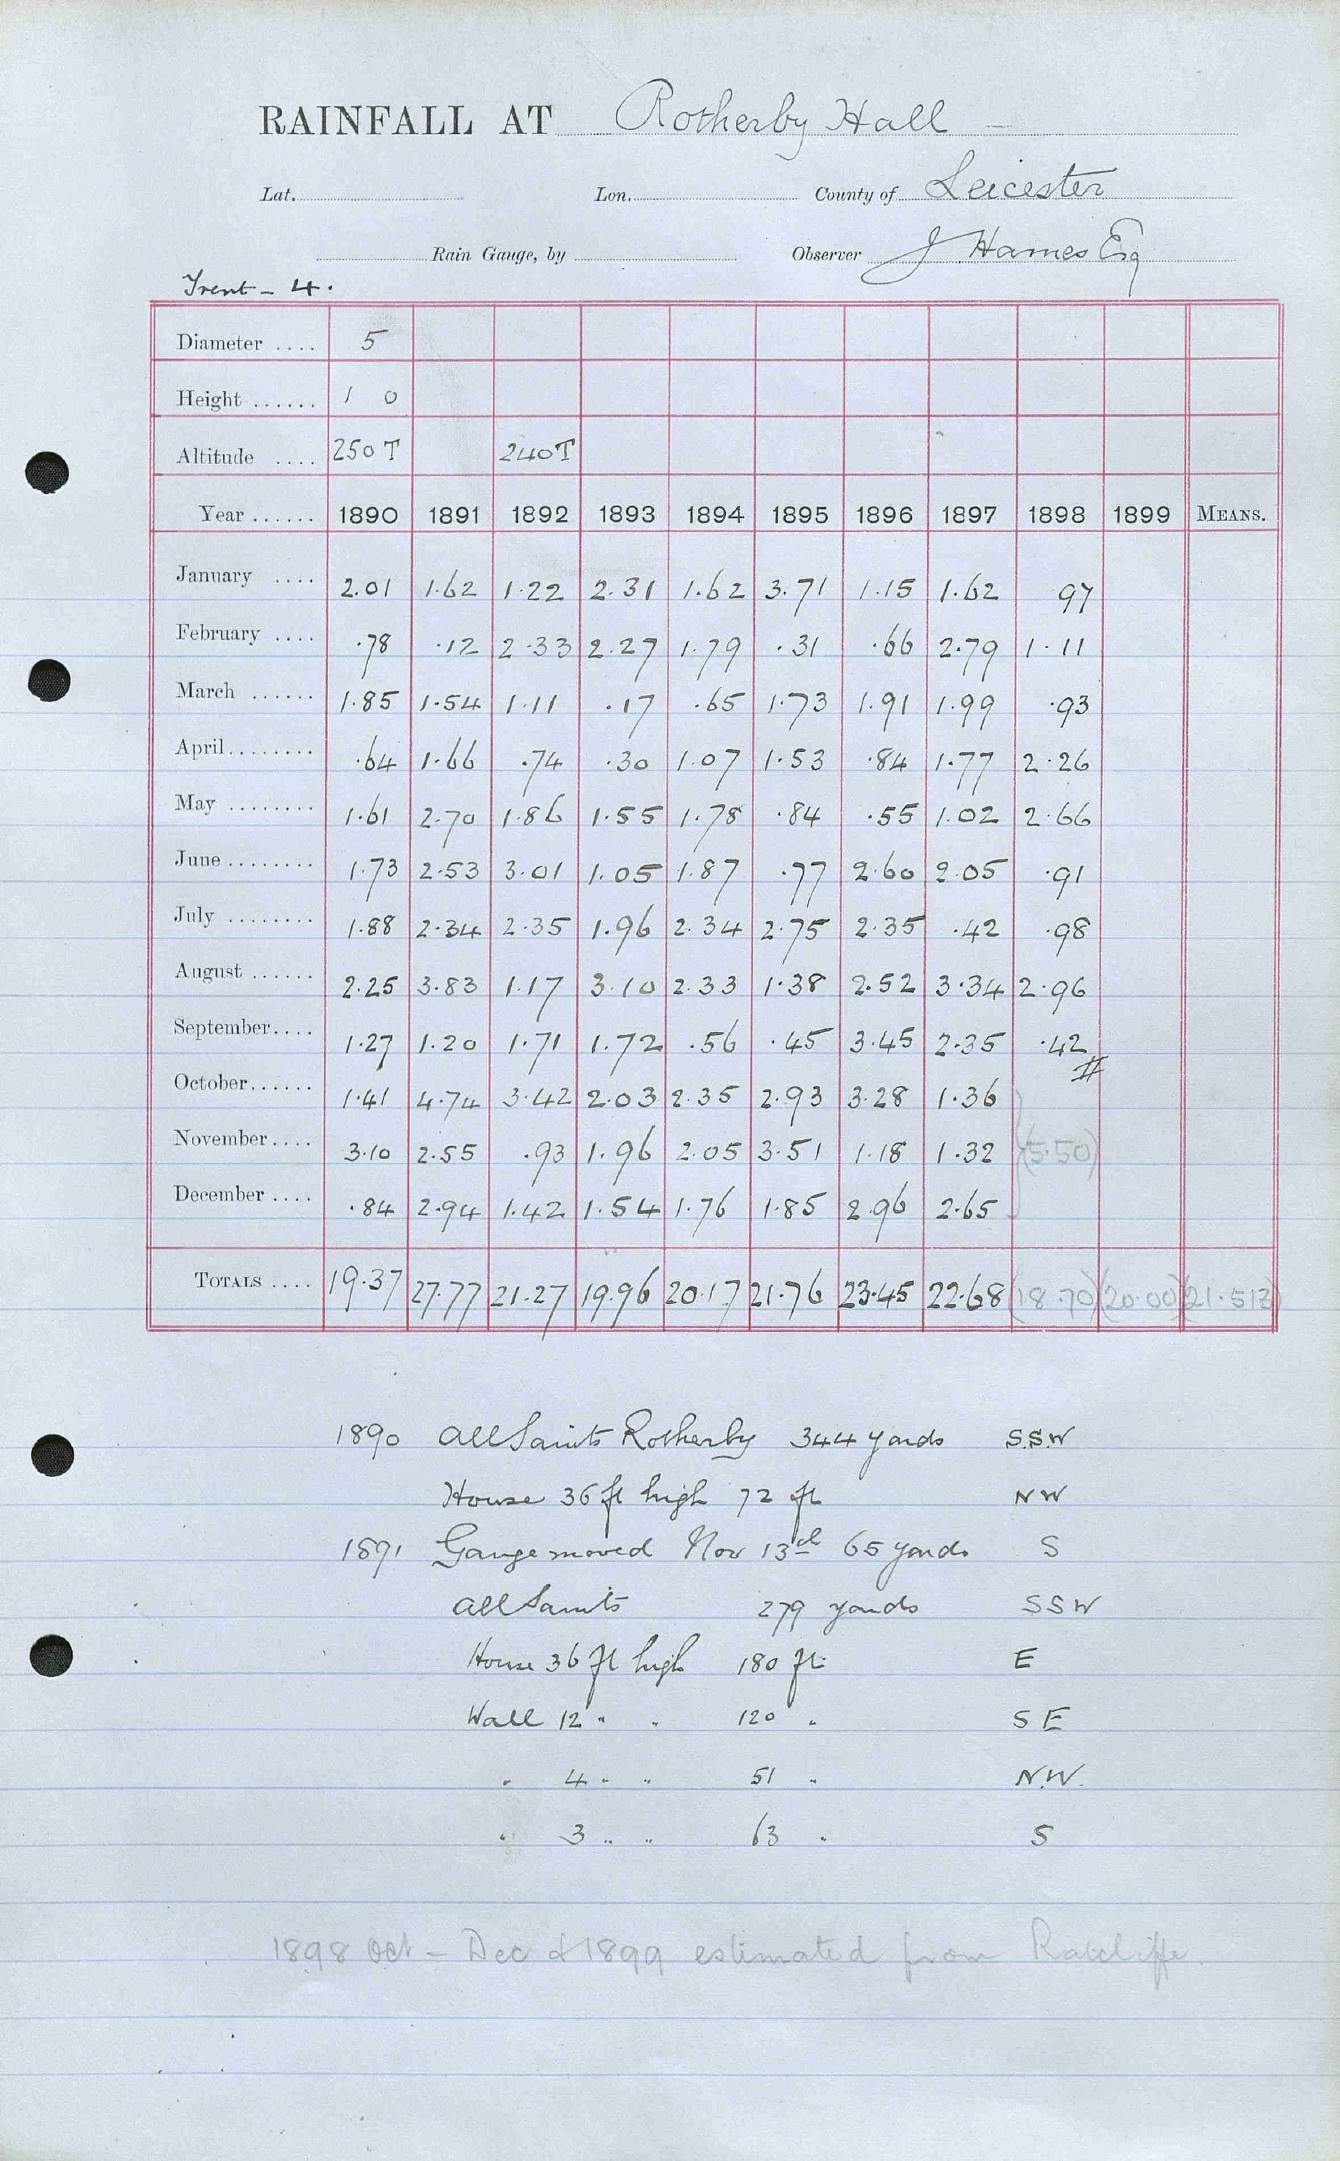 RAINFALL AT Rotherby Hall –
Lat. Lon. County of Leicester
Rain Gauge, by Observer J Hames Esq
Trent – 4.
Diameter .... 5
Height ...... 1 0
Altitude .... 250 T 240 T
Year ...... 1890 1891 1892 1893 1894 1895 1896 1897 1898 1899 MEANS.
January .... 2.01 1.62 1.22 2.31 1.62 3.71 1.15 1.62 .97
February .... .78 .12 2.33 2.27 1.79 .31 .66 2.79 1.11
March ...... 1.85 1.54 1.11 .17 .65 1.73 1.91 1.99 .93
April........ .64 1.66 .74 .30 1.07 1.53 .84 1.77 2.26
May ........ 1.61 2.70 1.86 1.55 1.78 .84 .55 1.02 2.66
June ........ 1.73 2.53 3.01 1.05 1.87 .77 2.60 2.05 .91
July ........ 1.88 2.34 2.35 1.96 2.34 2.75 2.35 .42 .98
August ...... 2.25 3.83 1.17 3.10 2.33 1.38 2.52 3.34 2.96
September.... 1.27 1.20 1.71 1.72 .56 .45 3.45 2.35 .42
October...... 1.41 4.74 3.42 2.03 2.35 2.93 3.28 1.36
November.... 3.10 2.55 .93 1.96 2.05 3.51 1.18 1.32 (5.50)
December .... .84 2.94 1.42 1.54 1.76 1.85 2.96 2.65
TOTALS .... 19.37 27.77 21.27 19.96 20.17 21.76 23.45 22.68 (18.70) (20.00) (21.513)
1890 All Saints Rotherby 344 yards S.S.W
House 36 ft high 72 ft NW
1891 Gauge moved Nov 13th 65 yards S
All Saints 279 yards SSW
House 36 ft high 180 ft. E
Wall 12 " " 120 " SE
" 4 " " 51 " N.W.
" 3 " " 63 " S
1898 Oct – Dec & 1899 estimated from Ratcliffe.